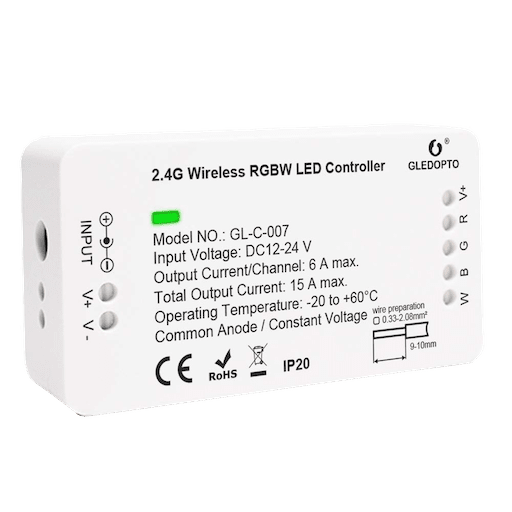 GLEDOPTO ®
2.4G Wireless RGBW LED Controller
Model NO.: GL-C-007
Input Voltage: DC12-24 V
Output Current/Channel: 6 A max.
Total Output Current: 15 A max.
Operating Temperature: -20 to +60°C
Common Anode / Constant Voltage
wire preparation
0.33-2.08mm²
9-10mm
CE
RoHS
IP20
INPUT
V+
V-
V+
R
G
B
W